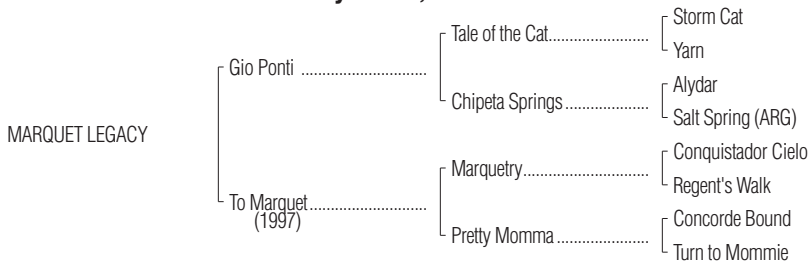 Storm Cat
Tale of the Cat
Yarn
Gio Ponti
Alydar
Chipeta Springs
Salt Spring (ARG)
MARQUET LEGACY
Conquistador Cielo
Marquetry
Regent's Walk
To Marquet
(1997)
Concorde Bound
Pretty Momma
Turn to Mommie